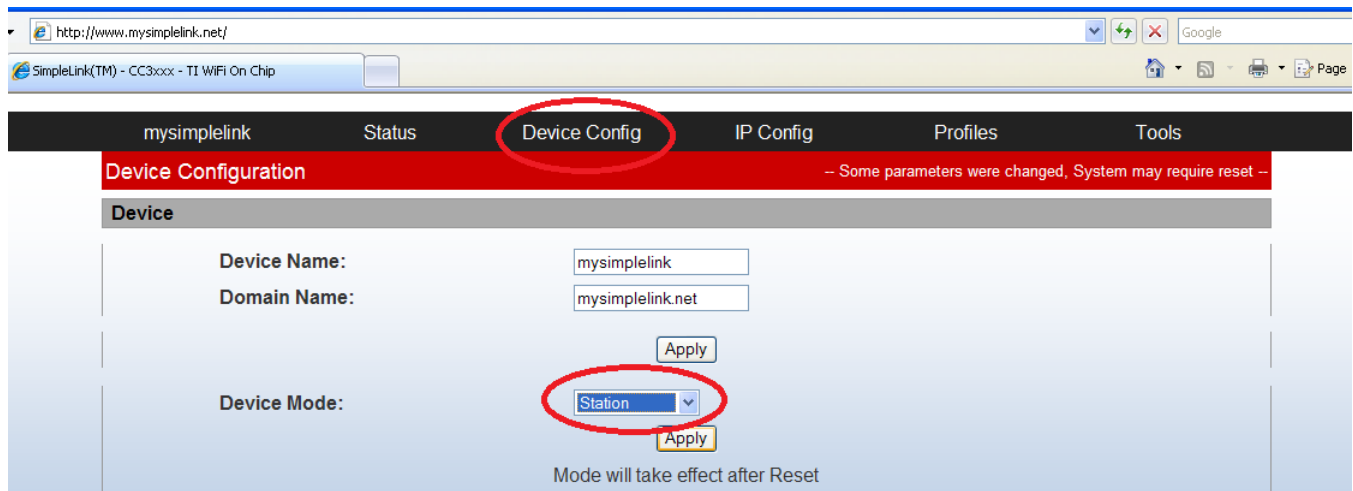 http://www.mysimplelink.net/
Google
SimpleLink(TM) - CC3xxx - TI WiFi On Chip
Page
mysimplelink Status Device Config IP Config Profiles Tools
Device Configuration -- Some parameters were changed, System may require reset --
Device
Device Name: mysimplelink
Domain Name: mysimplelink.net
Apply
Device Mode: Station
Apply
Mode will take effect after Reset